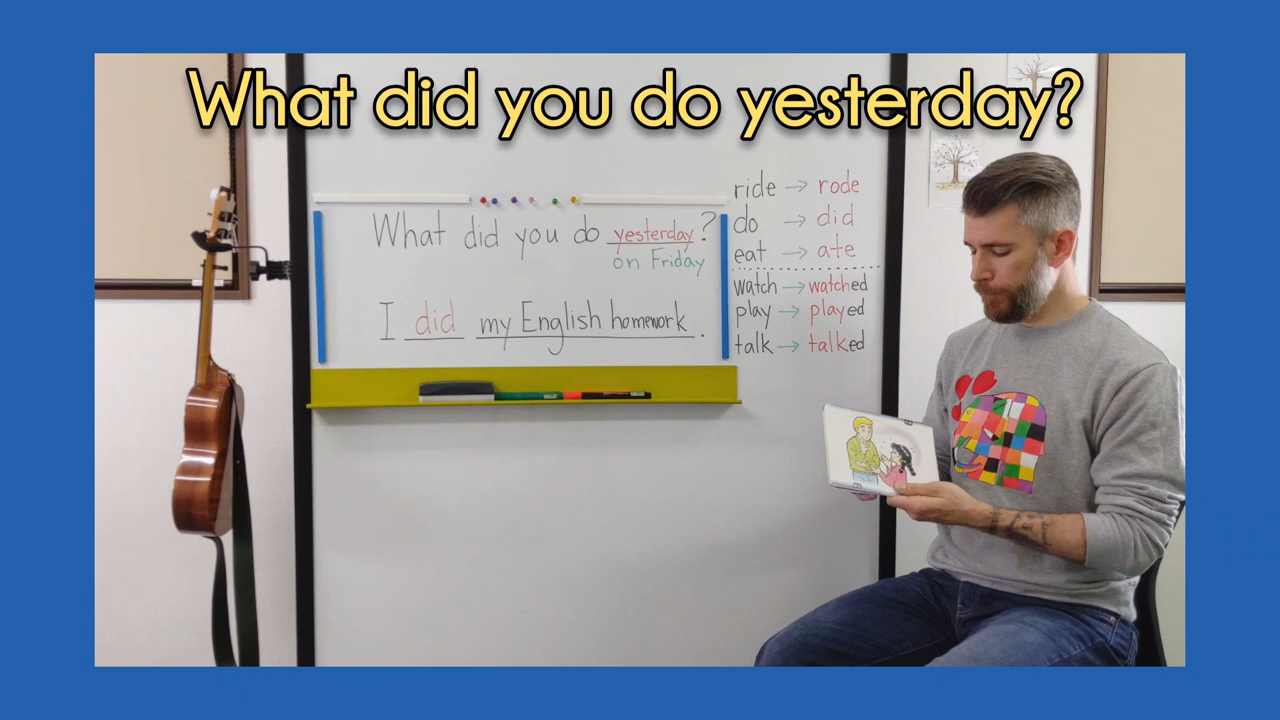 What did you do yesterday?
What did you do yesterday?
on Friday
I did my English homework.
ride → rode
do → did
eat → ate
watch → watched
play → played
talk → talked